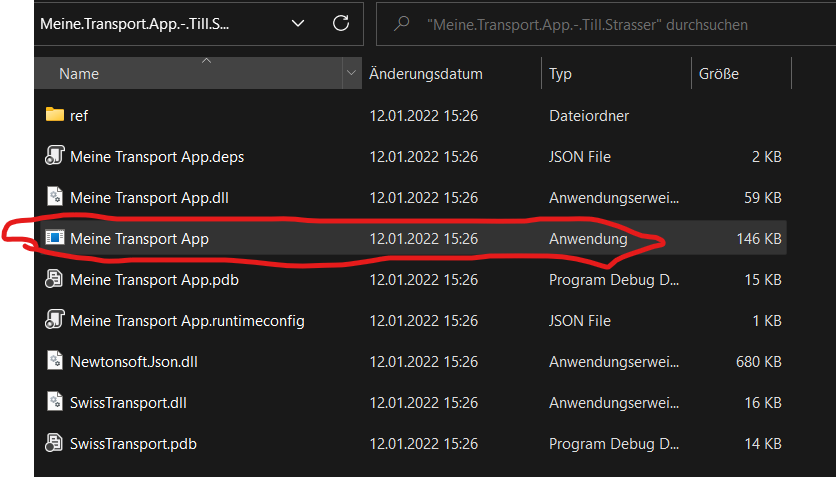 Meine.Transport.App.-.Till.S... "Meine.Transport.App.-.Till.Strasser" durchsuchen
Name Änderungsdatum Typ Größe
ref 12.01.2022 15:26 Dateiordner
Meine Transport App.deps 12.01.2022 15:26 JSON File 2 KB
Meine Transport App.dll 12.01.2022 15:26 Anwendungserwei... 59 KB
Meine Transport App 12.01.2022 15:26 Anwendung 146 KB
Meine Transport App.pdb 12.01.2022 15:26 Program Debug D... 15 KB
Meine Transport App.runtimeconfig 12.01.2022 15:26 JSON File 1 KB
Newtonsoft.Json.dll 12.01.2022 15:26 Anwendungserwei... 680 KB
SwissTransport.dll 12.01.2022 15:26 Anwendungserwei... 16 KB
SwissTransport.pdb 12.01.2022 15:26 Program Debug D... 14 KB